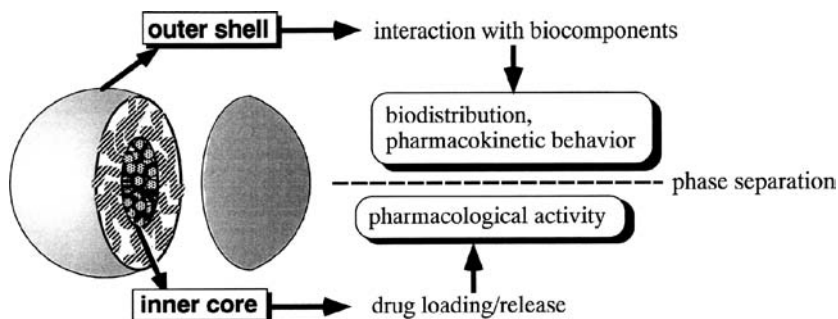 outer shell
interaction with biocomponents
biodistribution,
pharmacokinetic behavior
phase separation
pharmacological activity
inner core
drug loading/release